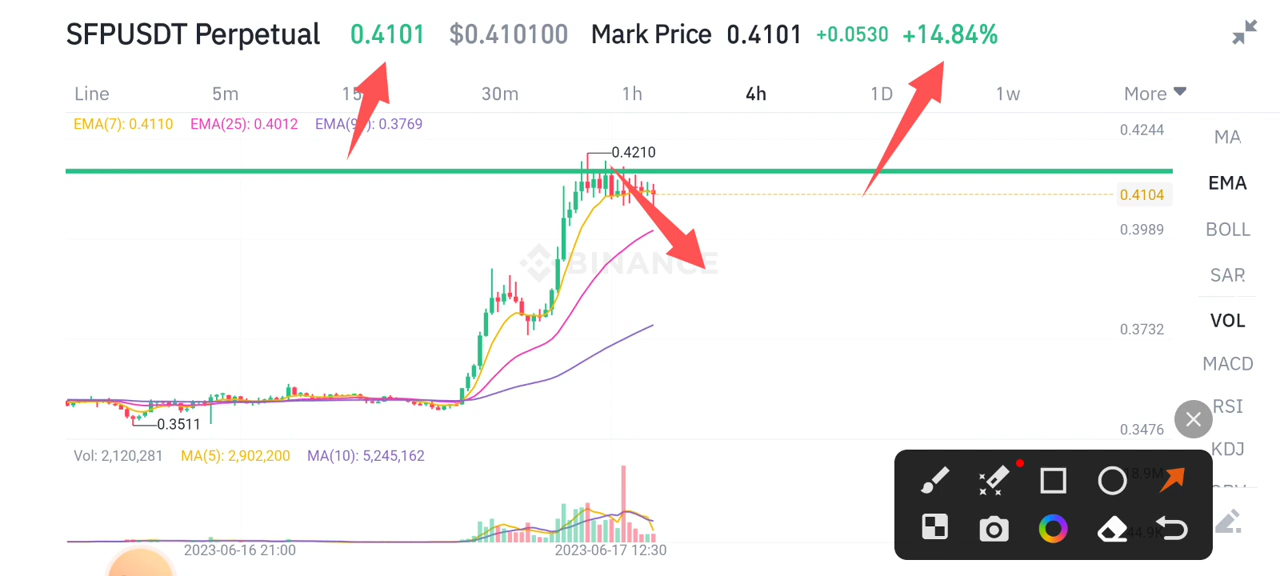 SFPUSDT Perpetual 0.4101 $0.410100 Mark Price 0.4101 +0.0530 +14.84%
Line 5m 15 30m 1h 4h 1D 1w More
EMA(7): 0.4110 EMA(25): 0.4012 EMA(9 ): 0.3769
0.4244
MA
0.4210
EMA
0.4104
0.3989
BOLL
BINANCE
SAR
VOL
0.3732
MACD
RSI
0.3511
0.3476
KDJ
Vol: 2,120,281 MA(5): 2,902,200 MA(10): 5,245,162
2023-06-16 21:00 2023-06-17 12:30